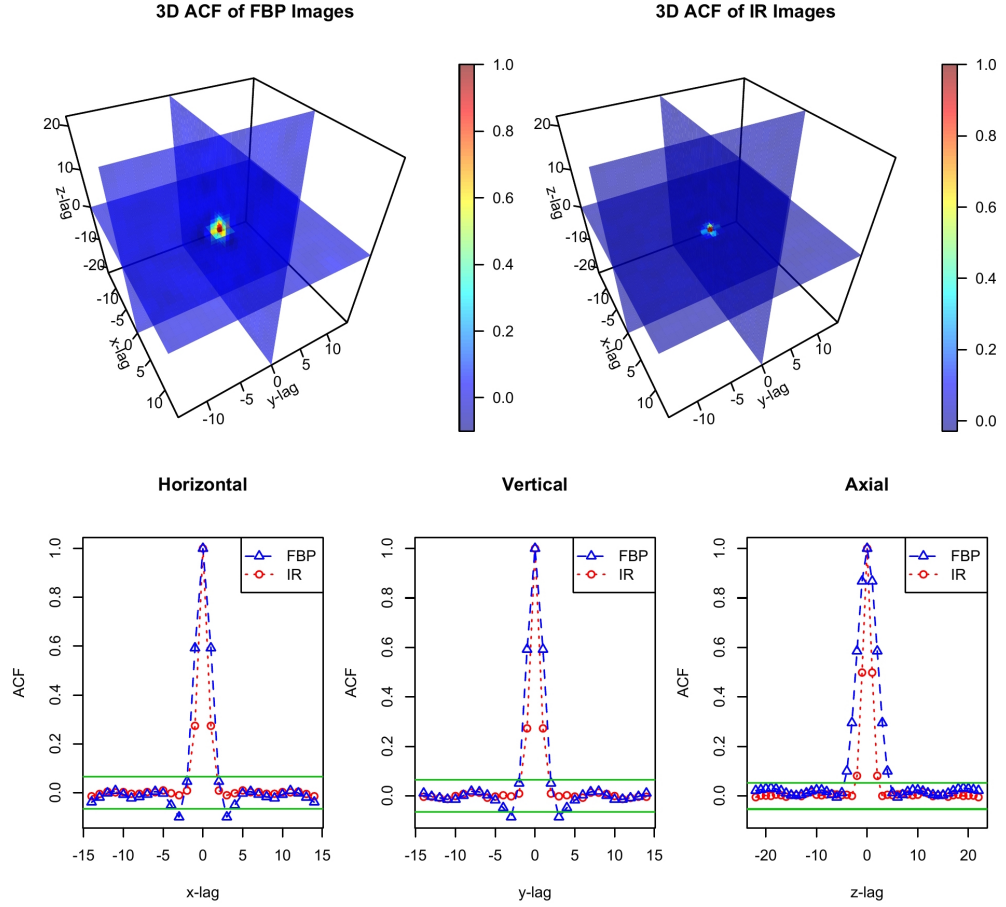 3D ACF of FBP Images
3D ACF of IR Images
1.0
0.8
0.6
0.4
0.2
0.0
20
10
0
-10
-20
z-lag
-10
-5
0
5
10
x-lag
-10
-5
0
5
10
y-lag
1.0
0.8
0.6
0.4
0.2
0.0
20
10
0
-10
-20
z-lag
-10
-5
0
5
10
x-lag
-10
-5
0
5
10
y-lag
Horizontal
FBP
IR
ACF
1.0
0.8
0.6
0.4
0.2
0.0
-15 -10 -5 0 5 10 15
x-lag
Vertical
FBP
IR
ACF
1.0
0.8
0.6
0.4
0.2
0.0
-15 -10 -5 0 5 10 15
y-lag
Axial
FBP
IR
ACF
1.0
0.8
0.6
0.4
0.2
0.0
-20 -10 0 10 20
z-lag